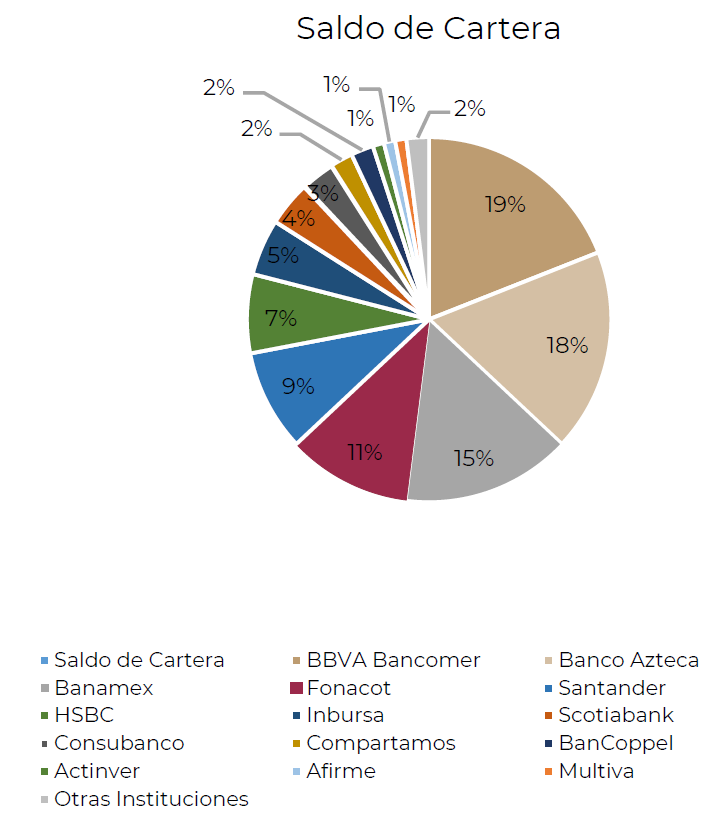 Saldo de Cartera
2%
1%
1%
1%
2%
2%
19%
3%
4%
5%
7%
18%
9%
11%
15%
Saldo de Cartera
BBVA Bancomer
Banco Azteca
Banamex
Fonacot
Santander
HSBC
Inbursa
Scotiabank
Consubanco
Compartamos
BanCoppel
Actinver
Afirme
Multiva
Otras Instituciones